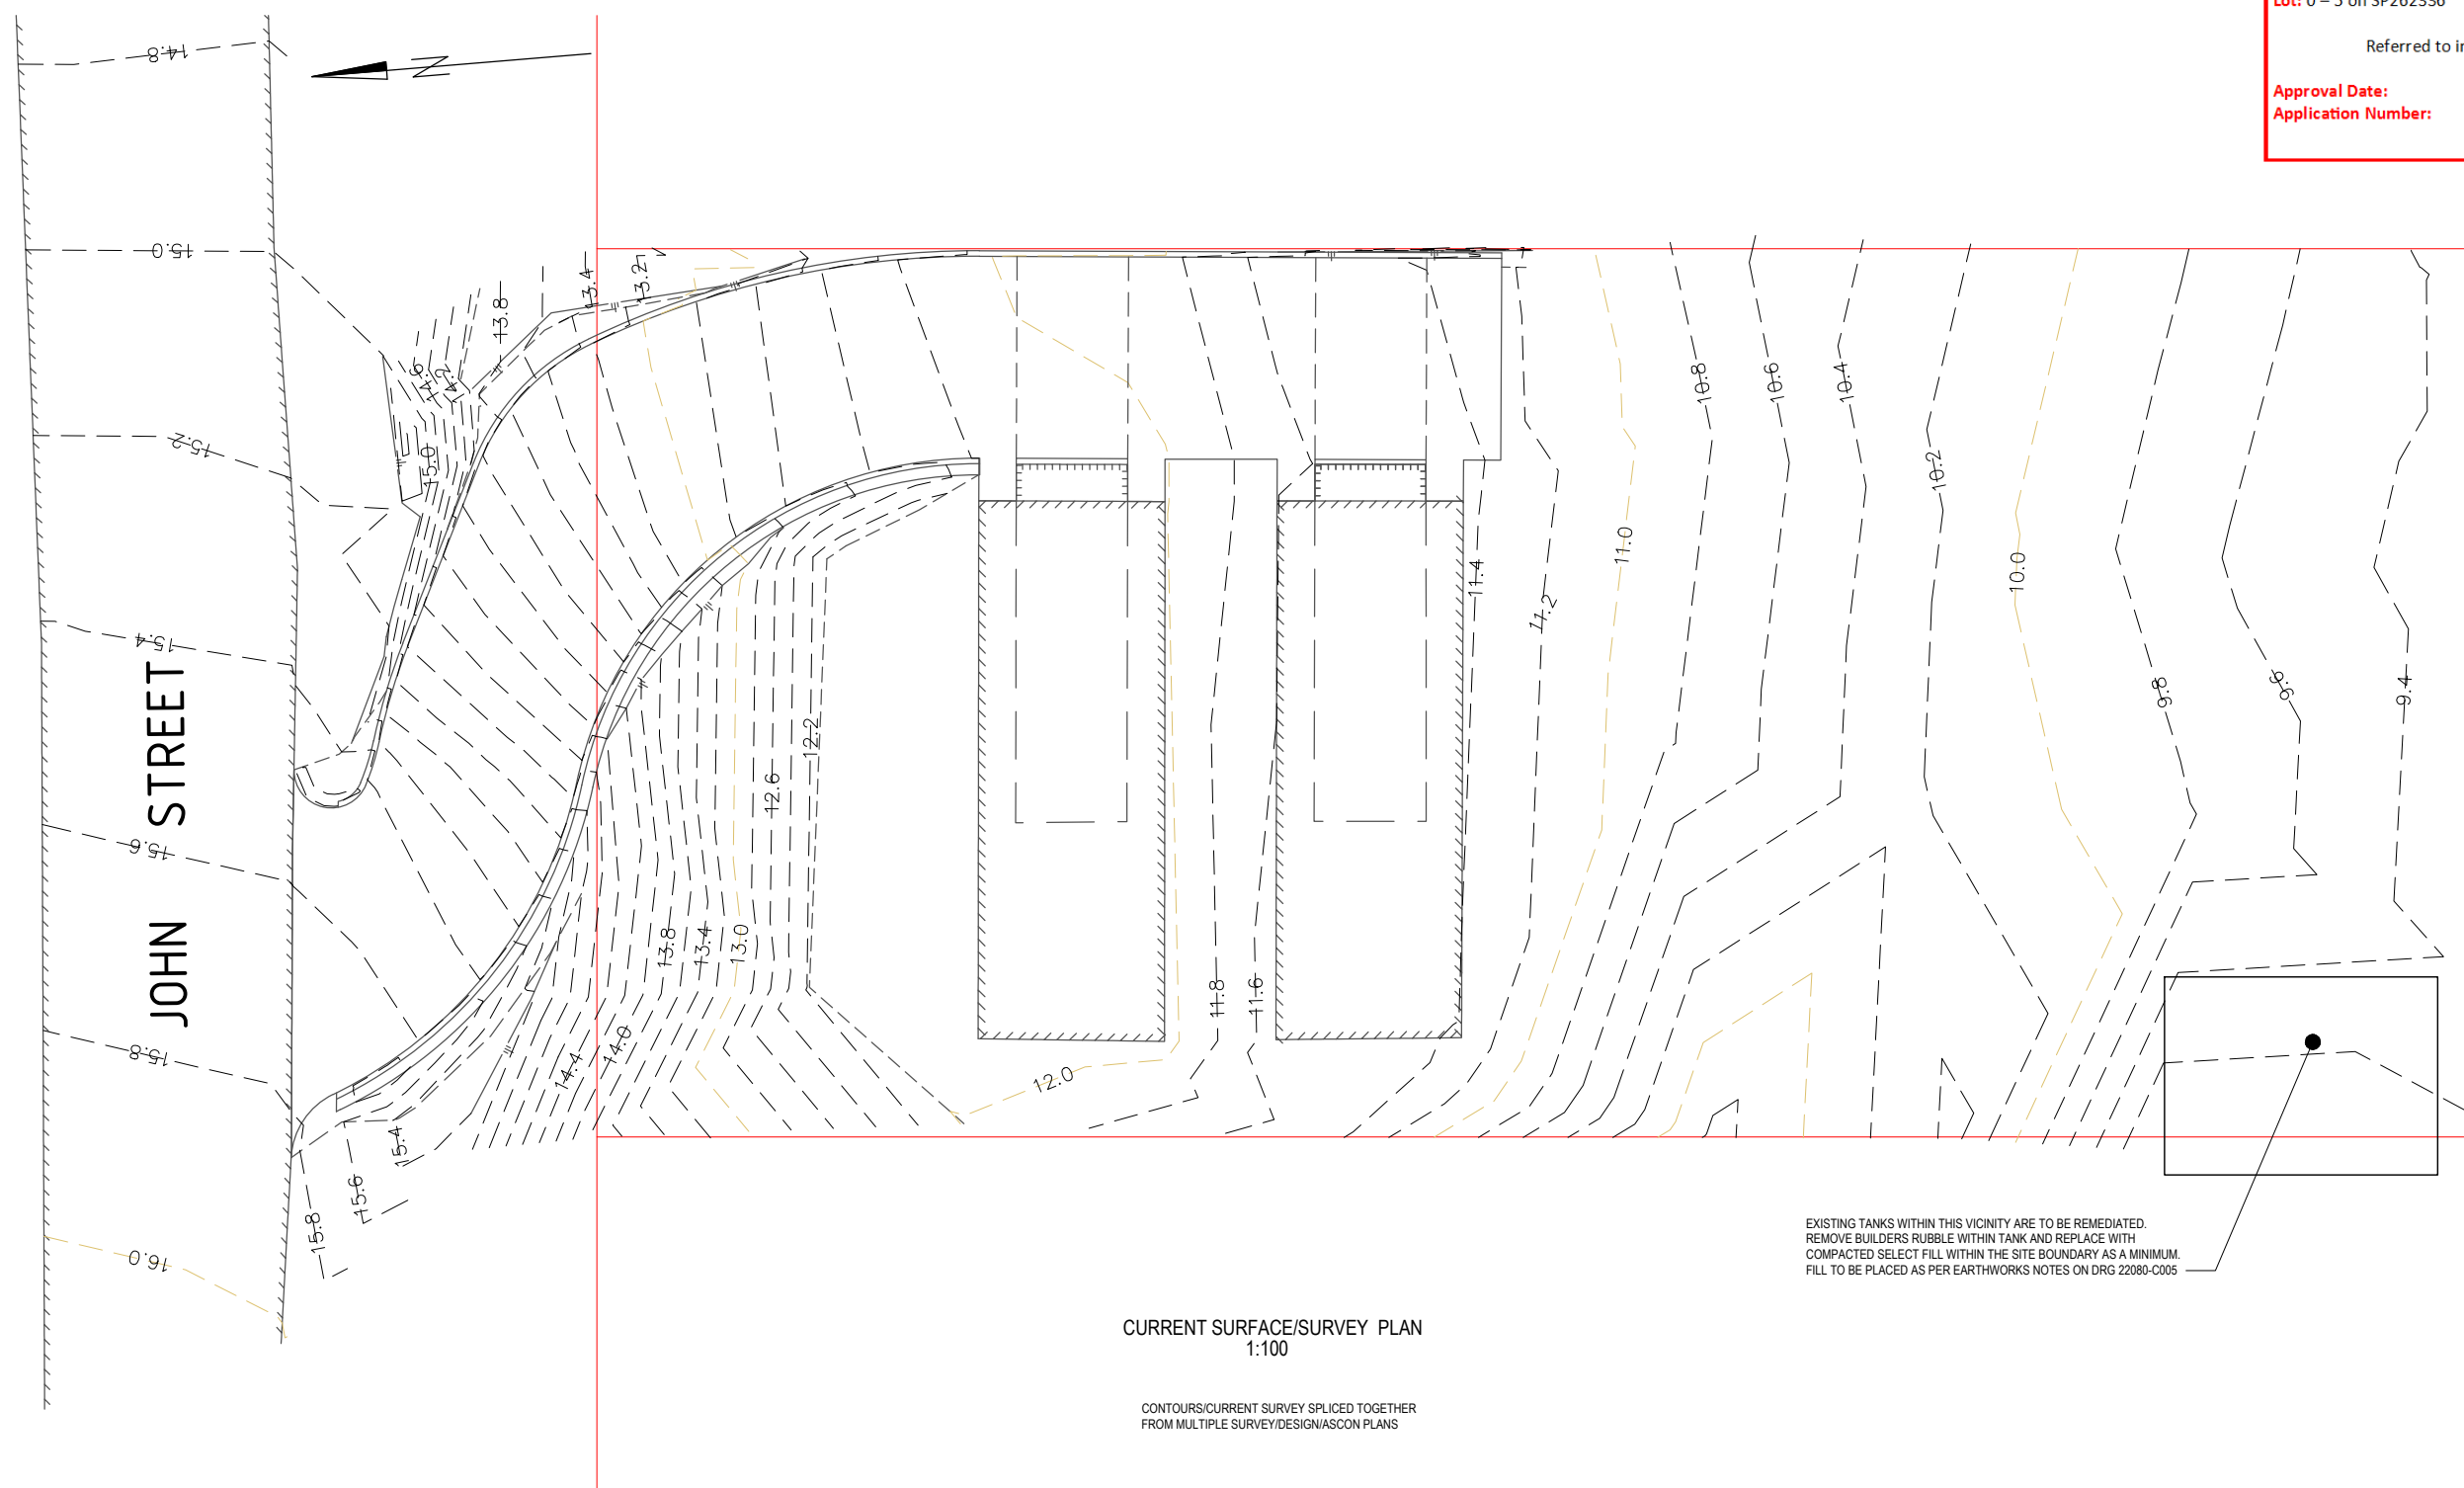 Lot: 0 – 5 on SP262336
Referred to in
Approval Date:
Application Number:
N
14.8
15.0
15.2
15.4
15.6
15.8
16.0
JOHN STREET
13.8
13.4
13.2
15.0
12.2
12.6
13.8
13.4
13.0
14.4
14.0
15.4
15.6
15.8
12.0
11.8
11.6
11.4
11.2
11.0
10.8
10.6
10.4
10.2
10.0
9.8
9.6
9.4
EXISTING TANKS WITHIN THIS VICINITY ARE TO BE REMEDIATED.
REMOVE BUILDERS RUBBLE WITHIN TANK AND REPLACE WITH
COMPACTED SELECT FILL WITHIN THE SITE BOUNDARY AS A MINIMUM.
FILL TO BE PLACED AS PER EARTHWORKS NOTES ON DRG 22080-C005
CURRENT SURFACE/SURVEY PLAN
1:100
CONTOURS/CURRENT SURVEY SPLICED TOGETHER
FROM MULTIPLE SURVEY/DESIGN/ASCON PLANS